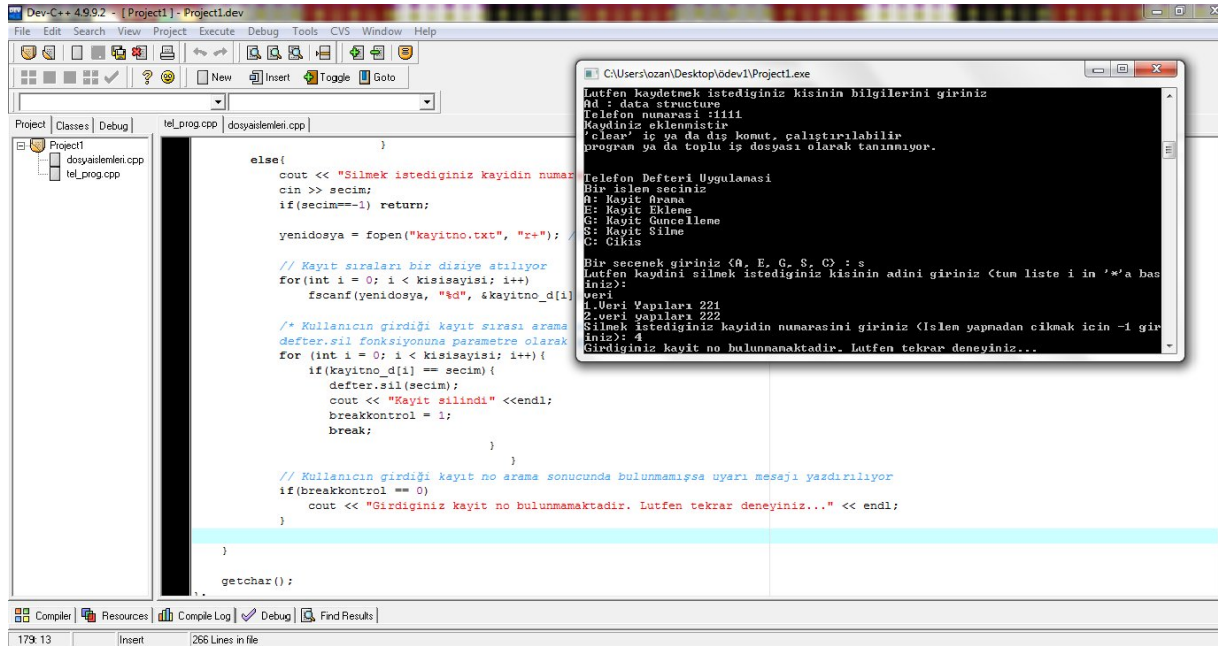 Dev-C++ 4.9.9.2 - [ Project1 ] - Project1.dev
File Edit Search View Project Execute Debug Tools CVS Window Help
New Insert Toggle Goto
Project Classes Debug
tel_prog.cpp dosyaislemleri.cpp
Project1
dosyaislemleri.cpp
tel_prog.cpp
}
else{
cout << "Silmek istediginiz kayidin numar
cin >> secim;
if(secim==-1) return;
yenidosya = fopen("kayitno.txt", "r+"); /
// Kayıt sıraları bir diziye atılıyor
for(int i = 0; i < kisisayisi; i++)
fscanf(yenidosya, "%d", &kayitno_d[i]
/* Kullanıcın girdiği kayıt sırası arama
defter.sil fonksiyonuna parametre olarak
for (int i = 0; i < kisisayisi; i++){
if(kayitno_d[i] == secim){
defter.sil(secim);
cout << "Kayit silindi" <<endl;
breakkontrol = 1;
break;
}
}
// Kullanıcın girdiği kayıt no arama sonucunda bulunmamışsa uyarı mesajı yazdırılıyor
if(breakkontrol == 0)
cout << "Girdiginiz kayit no bulunmamaktadir. Lutfen tekrar deneyiniz..." << endl;
}
}
getchar();
C:\Users\ozan\Desktop\ödev1\Project1.exe
Lutfen kaydetmek istediginiz kisinin bilgilerini giriniz
Ad : data structure
Telefon numarasi :1111
Kaydiniz eklenmistir
'clear' iç ya da dış komut, çalıştırılabilir
program ya da toplu iş dosyası olarak tanınmıyor.
Telefon Defteri Uygulamasi
Bir islem seciniz
A: Kayit Arama
E: Kayit Ekleme
G: Kayit Guncelleme
S: Kayit Silme
C: Cikis
Bir secenek giriniz {A, E, G, S, C} : s
Lutfen kaydini silmek istediginiz kisinin adini giriniz (tum liste i in '*'a bas
iniz):
veri
1.Veri Yapıları 221
2.veri yapıları 222
Silmek istediginiz kayidin numarasini giriniz (Islem yapmadan cikmak icin -1 gir
iniz): 4
Girdiginiz kayit no bulunmamaktadir. Lutfen tekrar deneyiniz...
Compiler Resources Compile Log Debug Find Results
179: 13 Insert 266 Lines in file